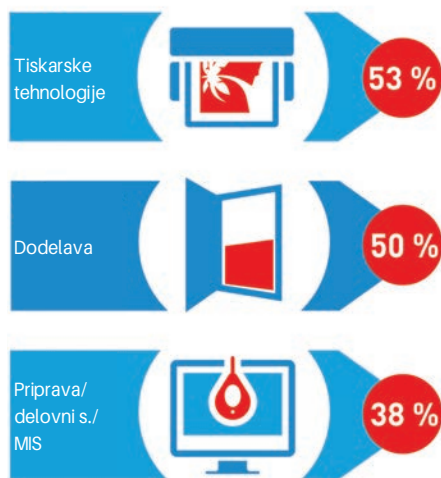 Tiskarske
tehnologije
53 %
Dodelava
50 %
Priprava/
delovni s./
MIS
38 %